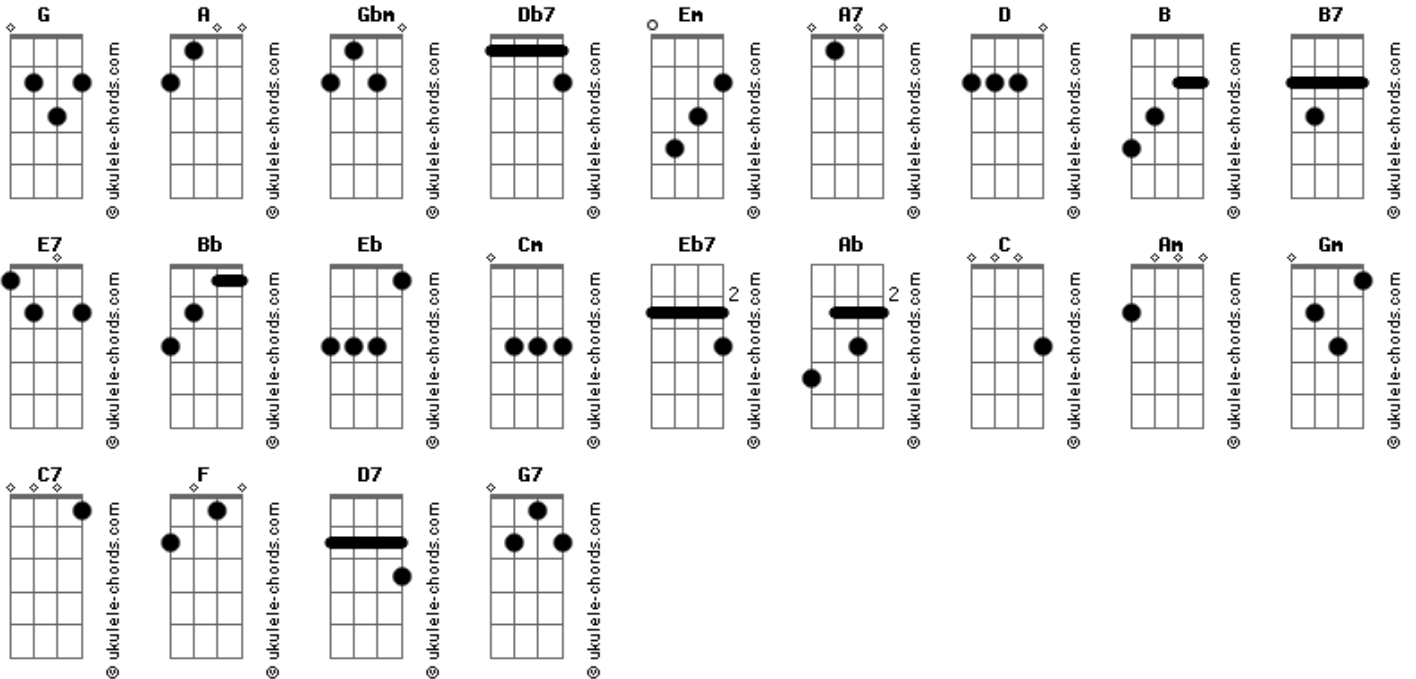 G A Gbm Db7 Em A7 D B B7
© ukulele-chords.com © ukulele-chords.com © ukulele-chords.com © ukulele-chords.com © ukulele-chords.com © ukulele-chords.com © ukulele-chords.com © ukulele-chords.com © ukulele-chords.com
E7 Bb Eb Cm Eb7 Ab C Am Gm
2 2
© ukulele-chords.com © ukulele-chords.com © ukulele-chords.com © ukulele-chords.com © ukulele-chords.com © ukulele-chords.com © ukulele-chords.com © ukulele-chords.com © ukulele-chords.com
C7 F D7 G7
© ukulele-chords.com © ukulele-chords.com © ukulele-chords.com © ukulele-chords.com